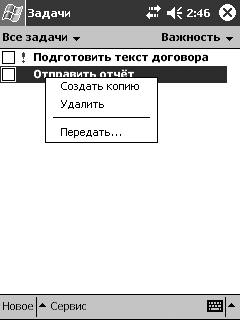 Задачи 2:46
Все задачи Важность
! Подготовить текст договора
Отправить отчёт
Создать копию
Удалить
Передать...
Новое Сервис